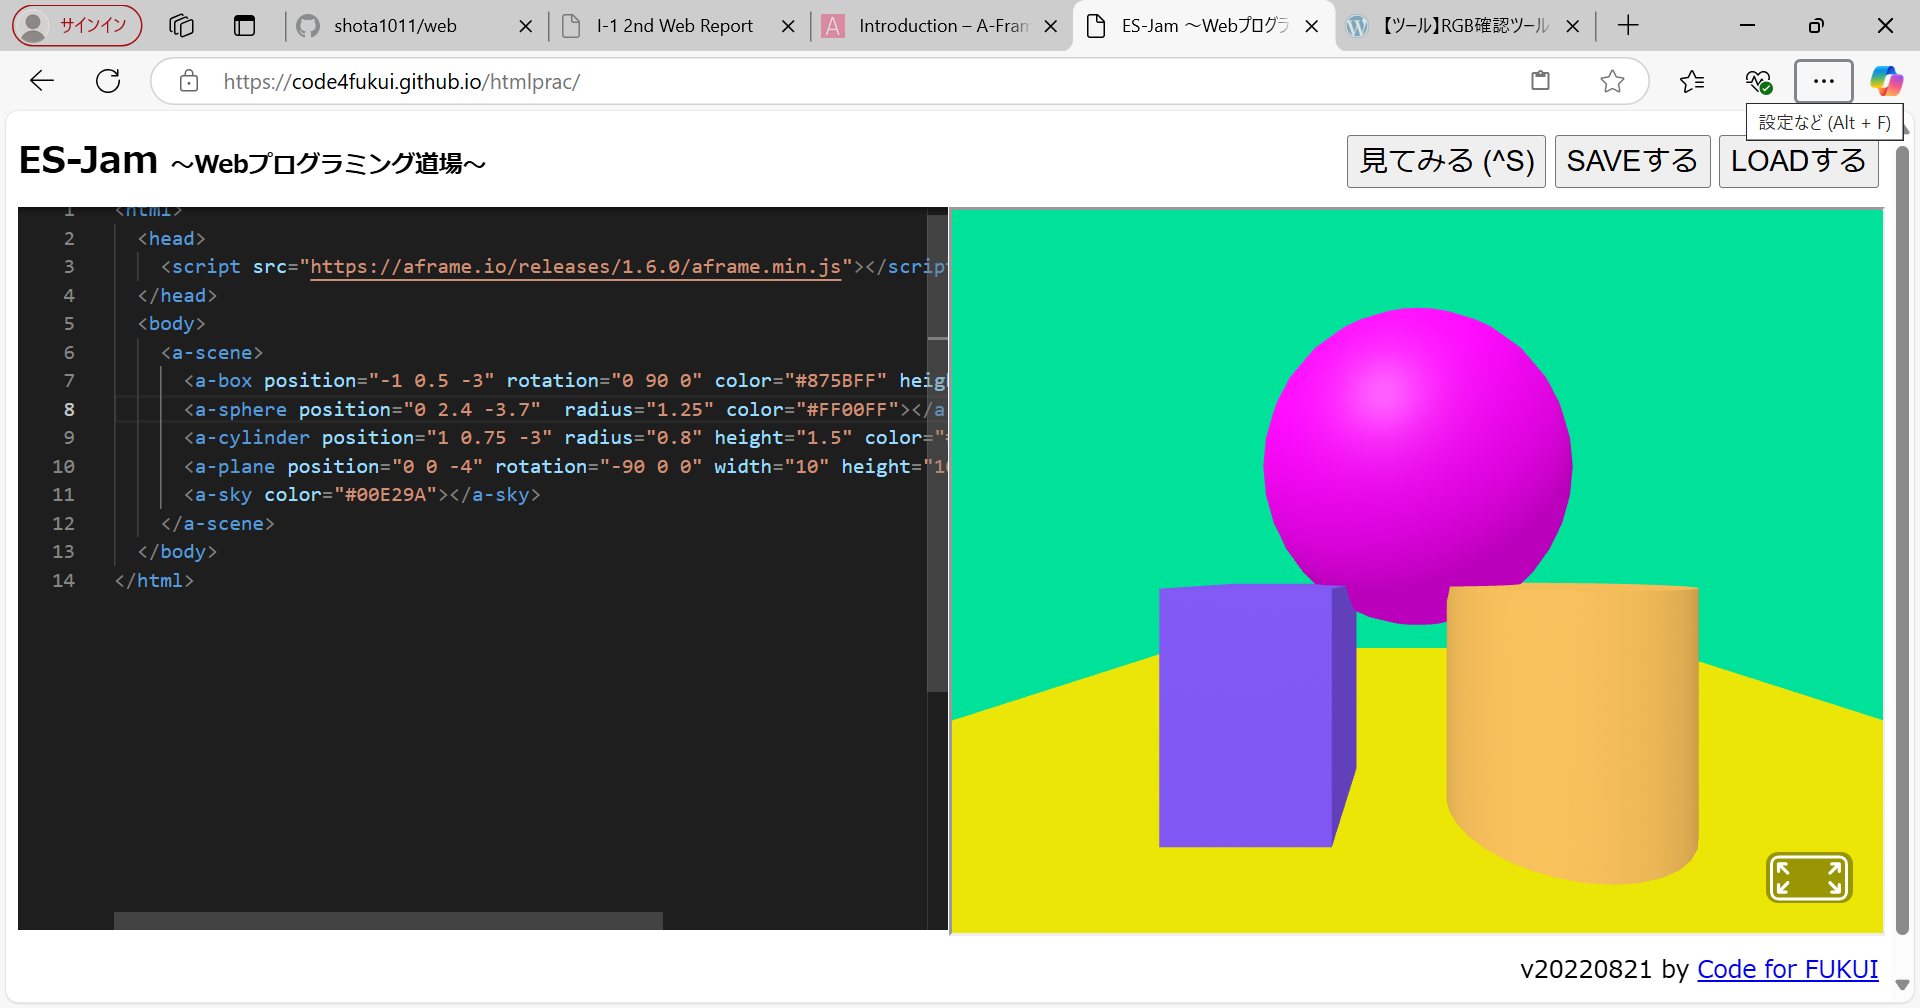 サインイン
shota1011/web
I-1 2nd Web Report
Introduction – A-Fram
ES-Jam ～Webプログラ
【ツール】RGB確認ツール
https://code4fukui.github.io/htmlprac/
設定など (Alt + F)
ES-Jam ～Webプログラミング道場～
見てみる (^S)
SAVEする
LOADする
1 <html>
2 <head>
3 <script src="https://aframe.io/releases/1.6.0/aframe.min.js"></scrip
4 </head>
5 <body>
6 <a-scene>
7 <a-box position="-1 0.5 -3" rotation="0 90 0" color="#875BFF" heig
8 <a-sphere position="0 2.4 -3.7"  radius="1.25" color="#FF00FF"></a
9 <a-cylinder position="1 0.75 -3" radius="0.8" height="1.5" color="
10 <a-plane position="0 0 -4" rotation="-90 0 0" width="10" height="1
11 <a-sky color="#00E29A"></a-sky>
12 </a-scene>
13 </body>
14 </html>
v20220821 by Code for FUKUI